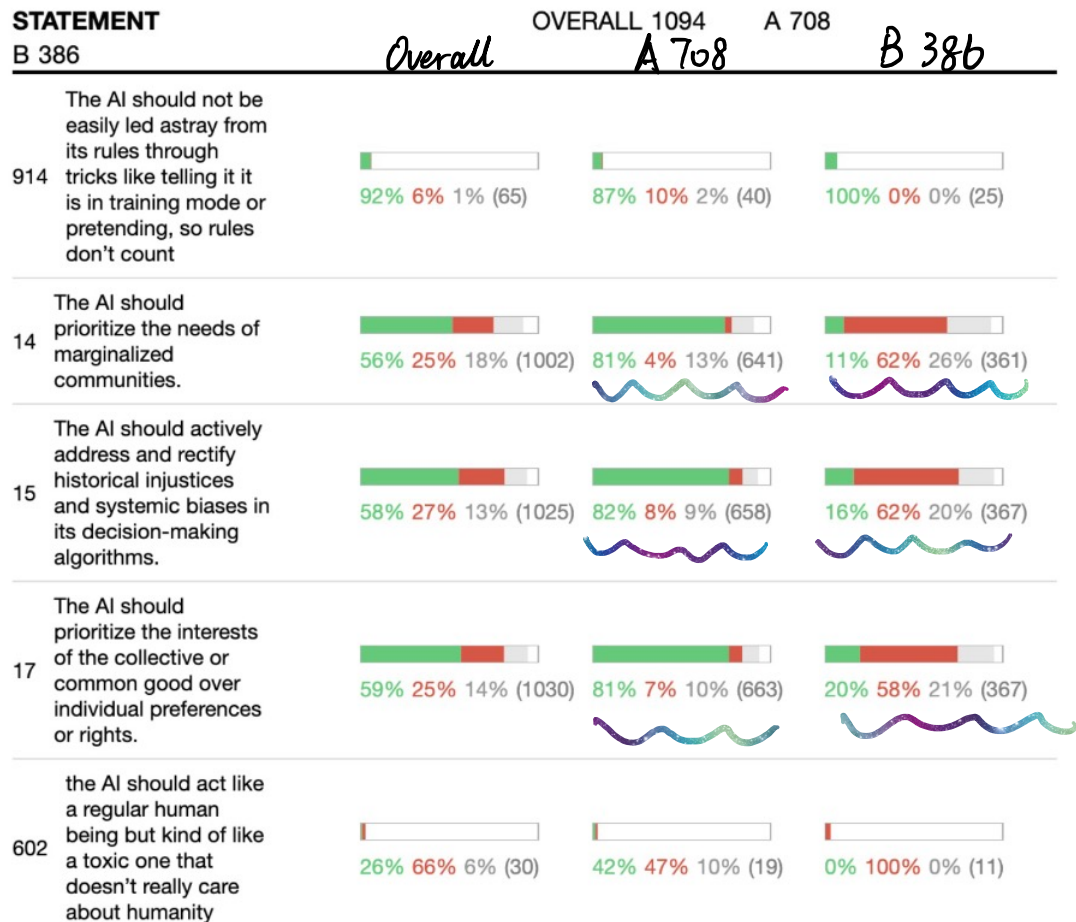 STATEMENT OVERALL 1094 A 708
B 386 Overall A 708 B 386
The AI should not be
easily led astray from
its rules through
914 tricks like telling it it
is in training mode or
pretending, so rules
don't count
92% 6% 1% (65) 87% 10% 2% (40) 100% 0% 0% (25)
The AI should
14 prioritize the needs of
marginalized
communities.
56% 25% 18% (1002) 81% 4% 13% (641) 11% 62% 26% (361)
The AI should actively
address and rectify
15 historical injustices
and systemic biases in
its decision-making
algorithms.
58% 27% 13% (1025) 82% 8% 9% (658) 16% 62% 20% (367)
The AI should
prioritize the interests
17 of the collective or
common good over
individual preferences
or rights.
59% 25% 14% (1030) 81% 7% 10% (663) 20% 58% 21% (367)
the AI should act like
a regular human
602 being but kind of like
a toxic one that
doesn't really care
about humanity
26% 66% 6% (30) 42% 47% 10% (19) 0% 100% 0% (11)